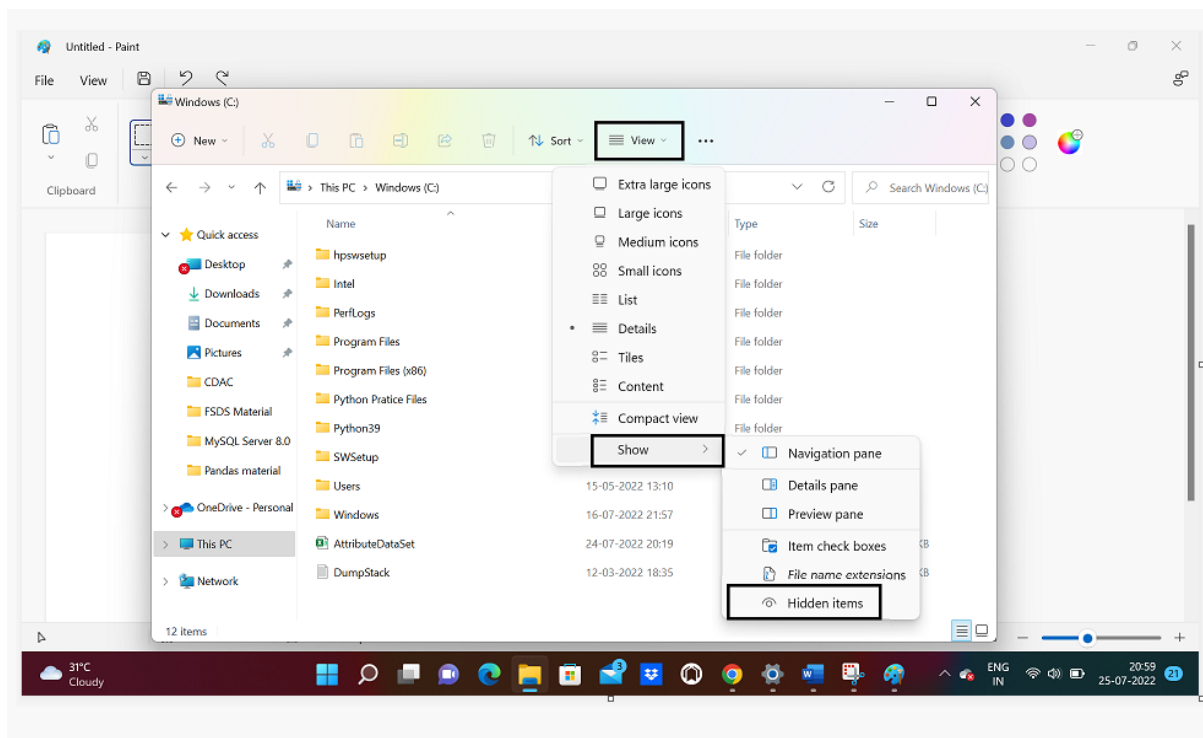 Untitled - Paint
File View
Windows (C:)
New Sort View
Clipboard
This PC > Windows (C:) Search Windows (C:)
Name Type Size
Quick access
Desktop
Downloads
Documents
Pictures
CDAC
FSDS Material
MySQL Server 8.0
Pandas material
OneDrive - Personal
This PC
Network
hpswsetup File folder
Intel File folder
PerfLogs File folder
Program Files File folder
Program Files (x86) File folder
Python Pratice Files File folder
Python39 File folder
SWSetup
Users 15-05-2022 13:10
Windows 16-07-2022 21:57
AttributeDataSet 24-07-2022 20:19 KB
DumpStack 12-03-2022 18:35 KB
Extra large icons
Large icons
Medium icons
Small icons
List
Details
Tiles
Content
Compact view
Show
Navigation pane
Details pane
Preview pane
Item check boxes
File name extensions
Hidden items
12 items
31°C
Cloudy
3
ENG
IN
20:59
25-07-2022
21